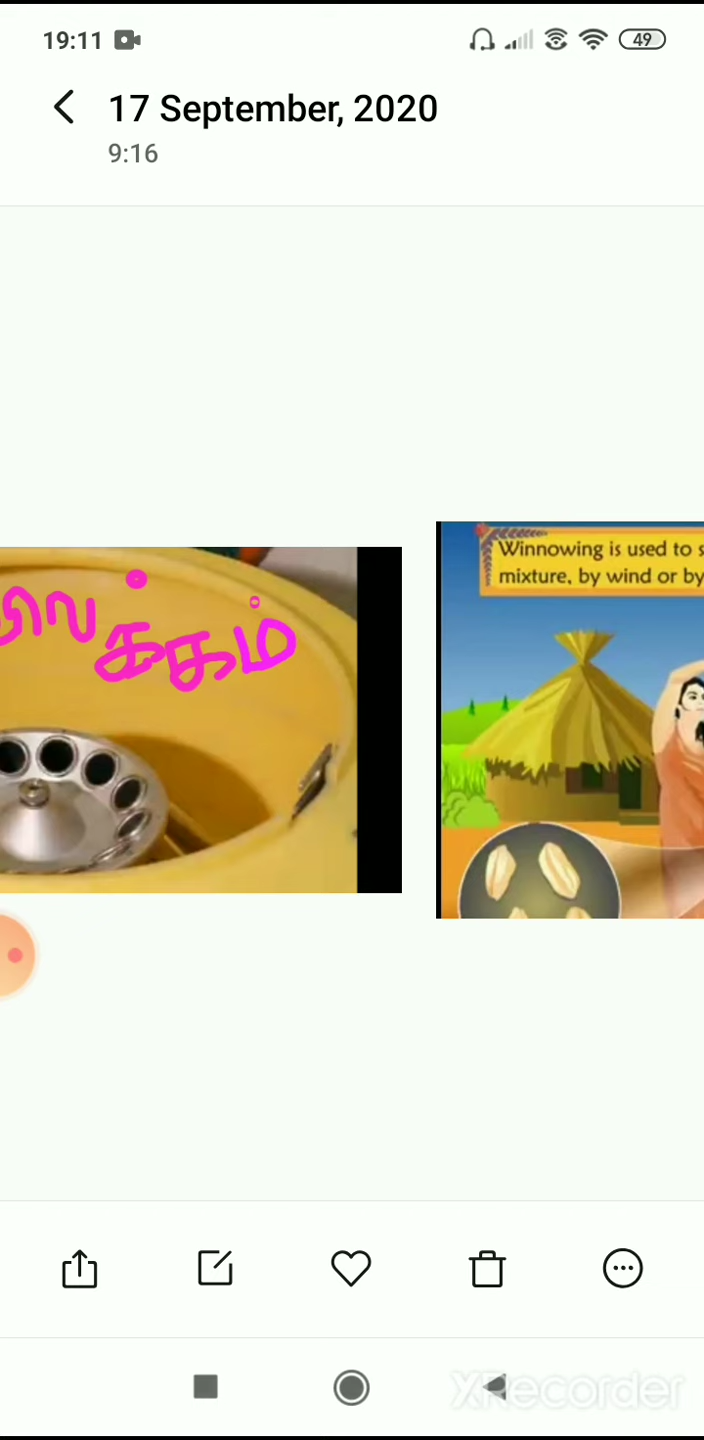 19:11
49
17 September, 2020
9:16
விலக்கம்
Winnowing is used to s
mixture, by wind or by
XRecorder